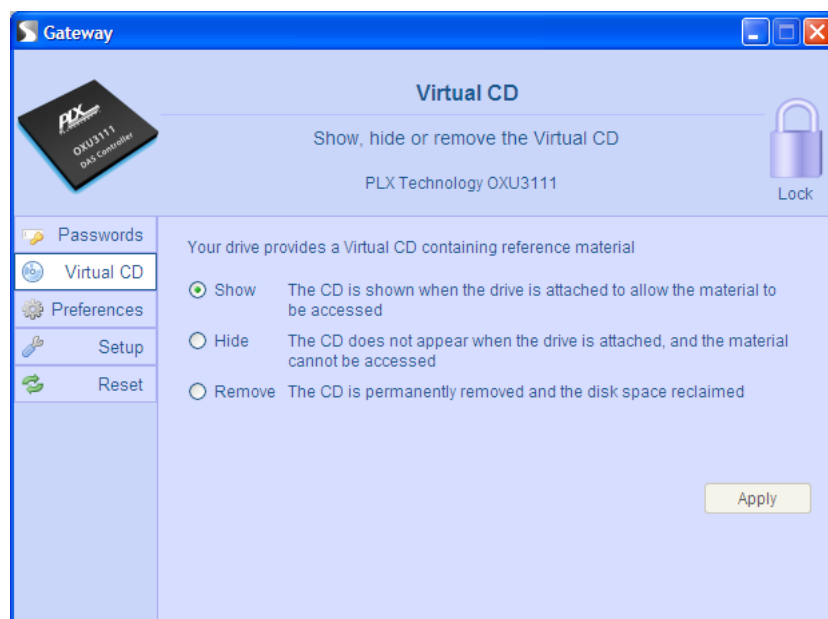 Gateway
PLX
OXU3111
DAS Controller
Virtual CD
Show, hide or remove the Virtual CD
PLX Technology OXU3111
Lock
Passwords
Virtual CD
Preferences
Setup
Reset
Your drive provides a Virtual CD containing reference material
Show The CD is shown when the drive is attached to allow the material to
be accessed
Hide The CD does not appear when the drive is attached, and the material
cannot be accessed
Remove The CD is permanently removed and the disk space reclaimed
Apply